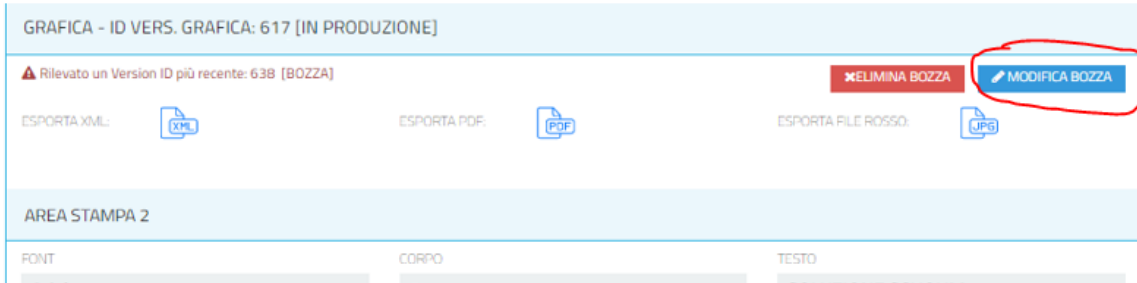 GRAFICA - ID VERS. GRAFICA: 617 [IN PRODUZIONE]
Rilevato un Version ID più recente: 638 [BOZZA]
ELIMINA BOZZA
MODIFICA BOZZA
ESPORTA XML:
XML
ESPORTA PDF:
PDF
ESPORTA FILE ROSSO:
JPG
AREA STAMPA 2
FONT
CORPO
TESTO